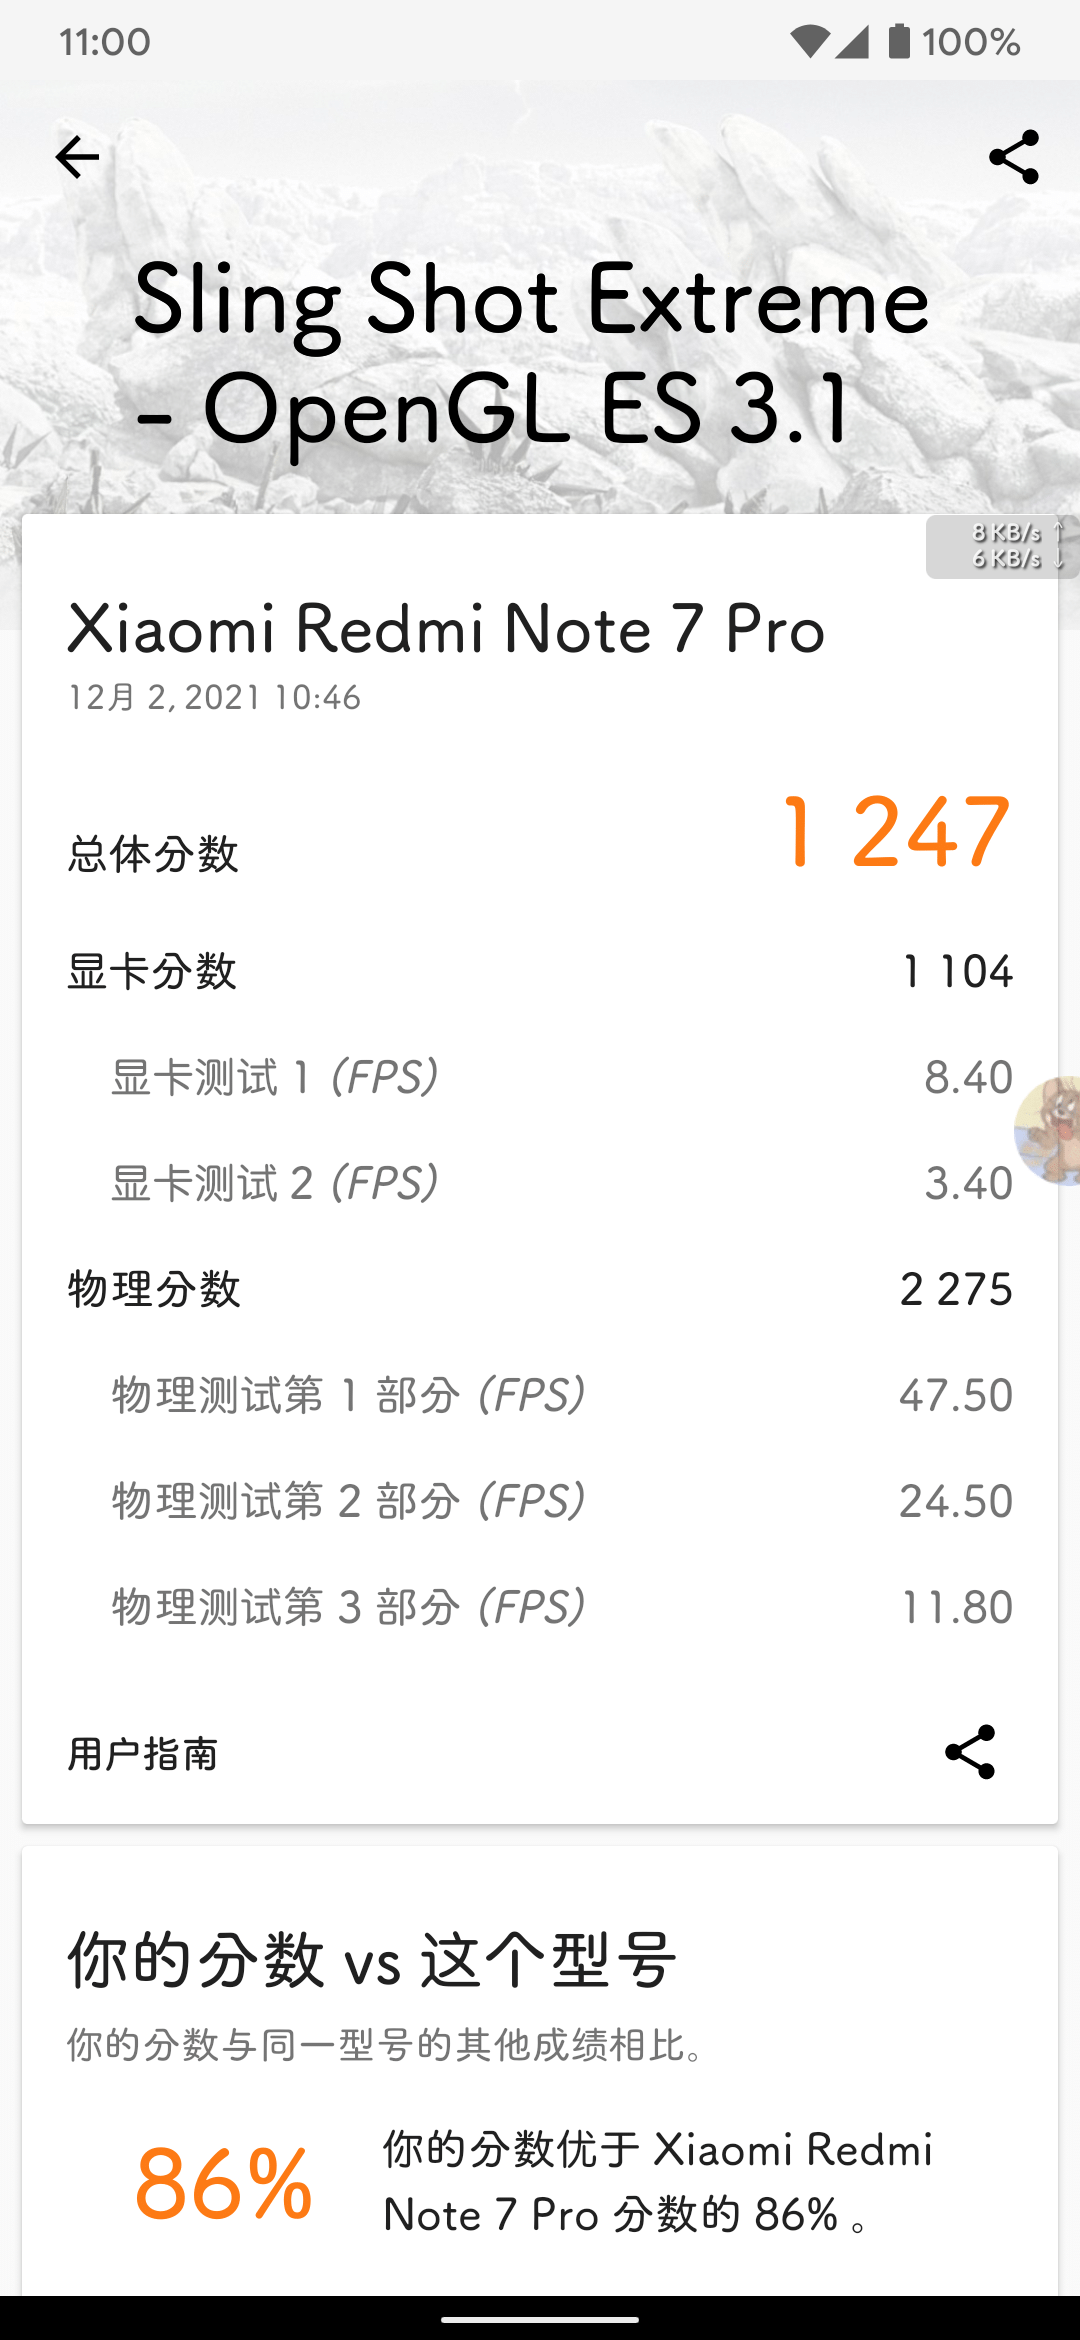 11:00
100%
Sling Shot Extreme
- OpenGL ES 3.1
8 KB/s ↑
6 KB/s ↓
Xiaomi Redmi Note 7 Pro
12月 2, 2021 10:46
总体分数 1 247
显卡分数 1 104
显卡测试 1 (FPS) 8.40
显卡测试 2 (FPS) 3.40
物理分数 2 275
物理测试第 1 部分 (FPS) 47.50
物理测试第 2 部分 (FPS) 24.50
物理测试第 3 部分 (FPS) 11.80
用户指南
你的分数 vs 这个型号
你的分数与同一型号的其他成绩相比。
86%
你的分数优于 Xiaomi Redmi
Note 7 Pro 分数的 86% 。